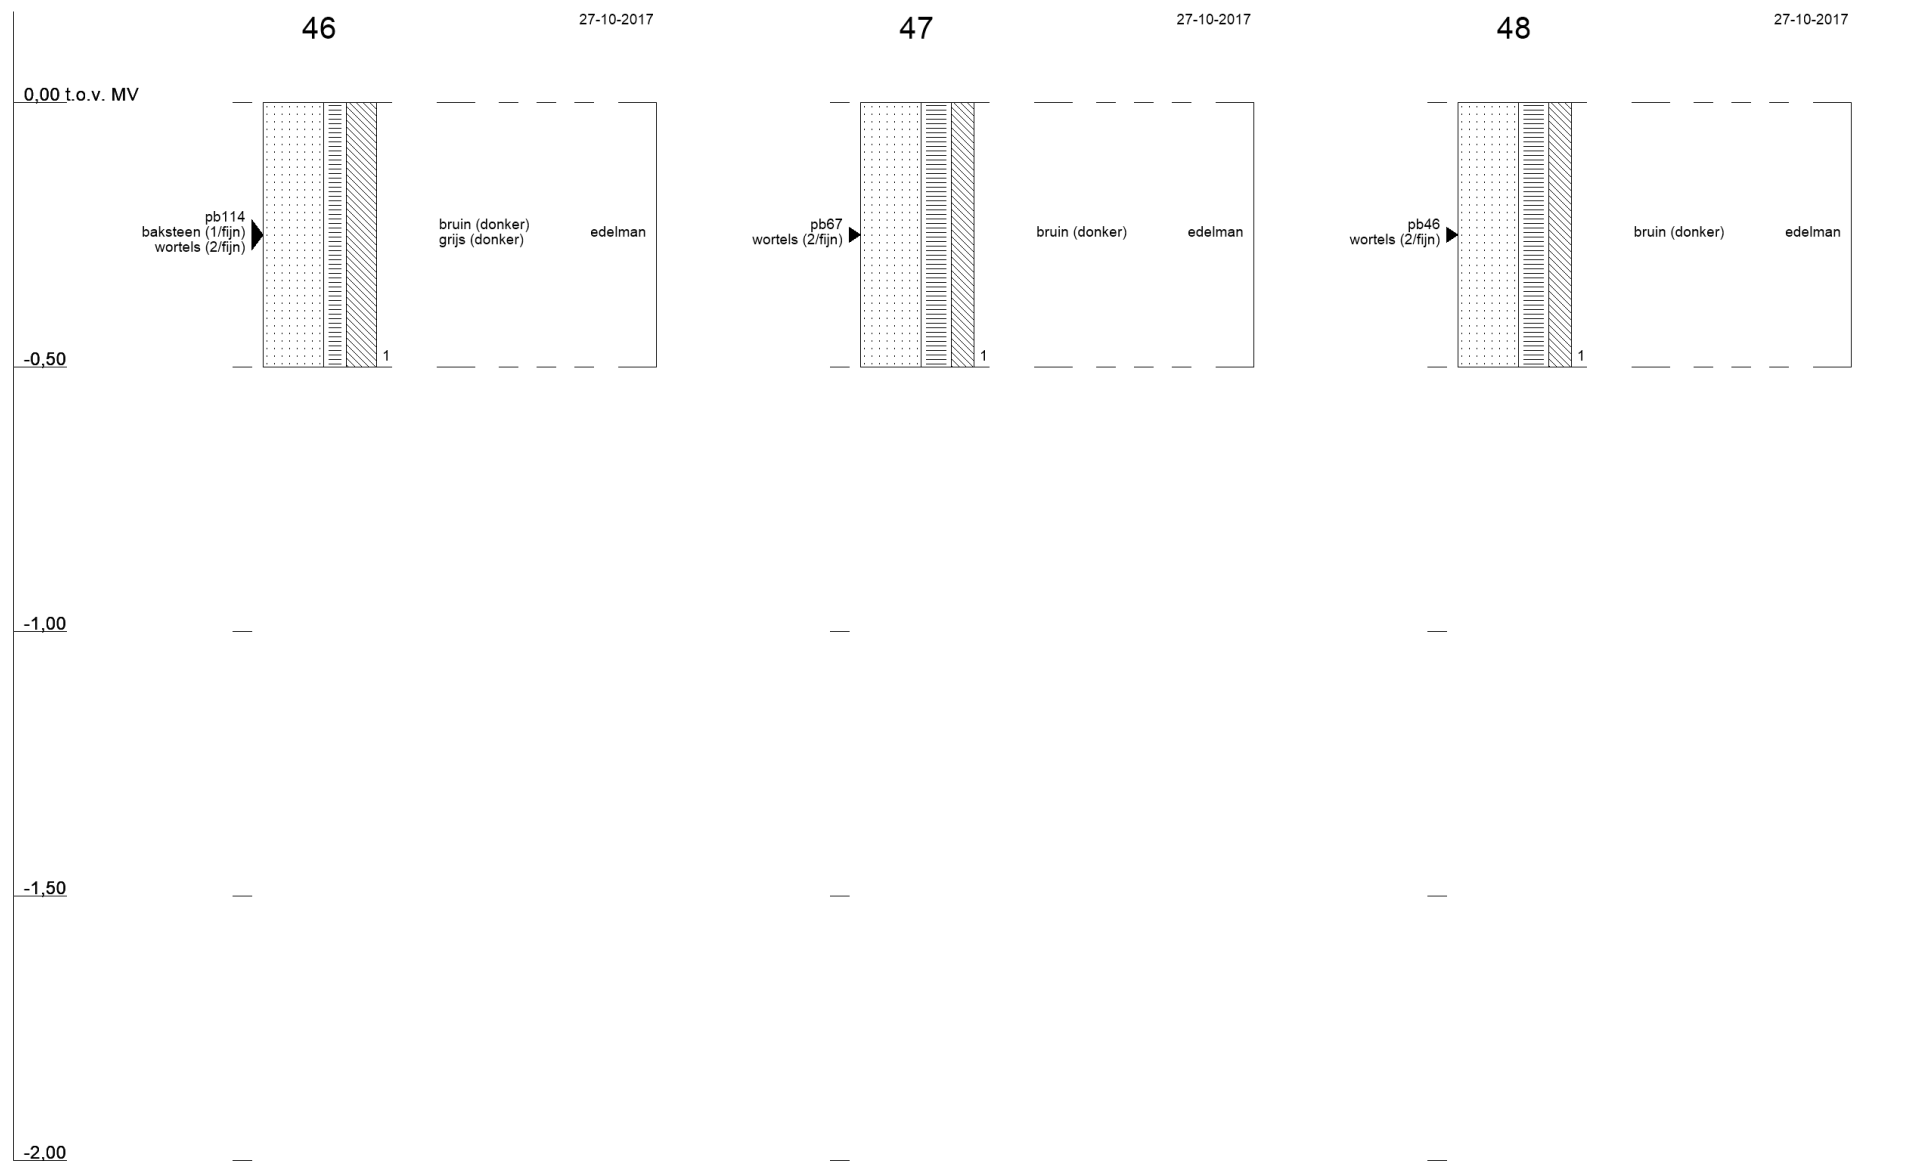 46
27-10-2017
47
27-10-2017
48
27-10-2017
0,00 t.o.v. MV
pb114
baksteen (1/fijn)
wortels (2/fijn)
bruin (donker)
grijs (donker)
edelman
1
pb67
wortels (2/fijn)
bruin (donker)
edelman
1
pb46
wortels (2/fijn)
bruin (donker)
edelman
1
-0,50
-1,00
-1,50
-2,00